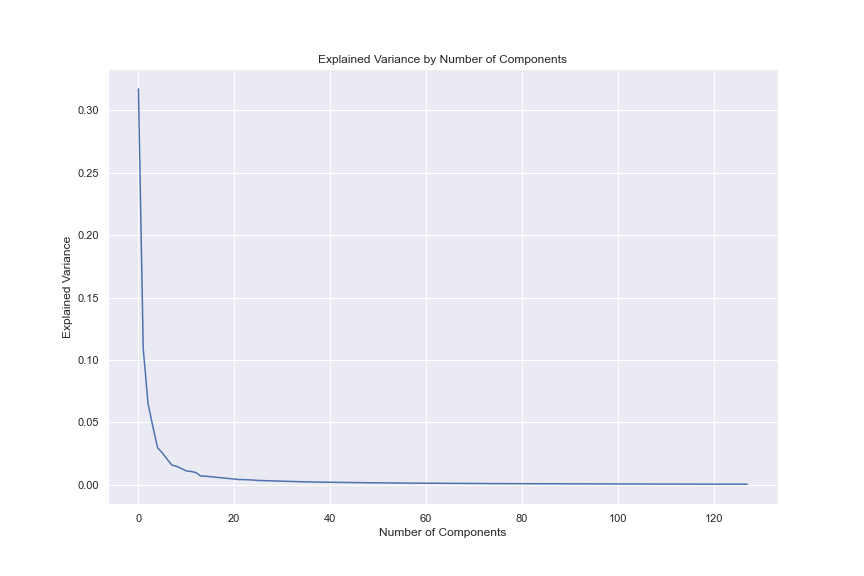 Explained Variance by Number of Components
0.30
0.25
0.20
0.15
0.10
0.05
0.00
Explained Variance
0 20 40 60 80 100 120
Number of Components